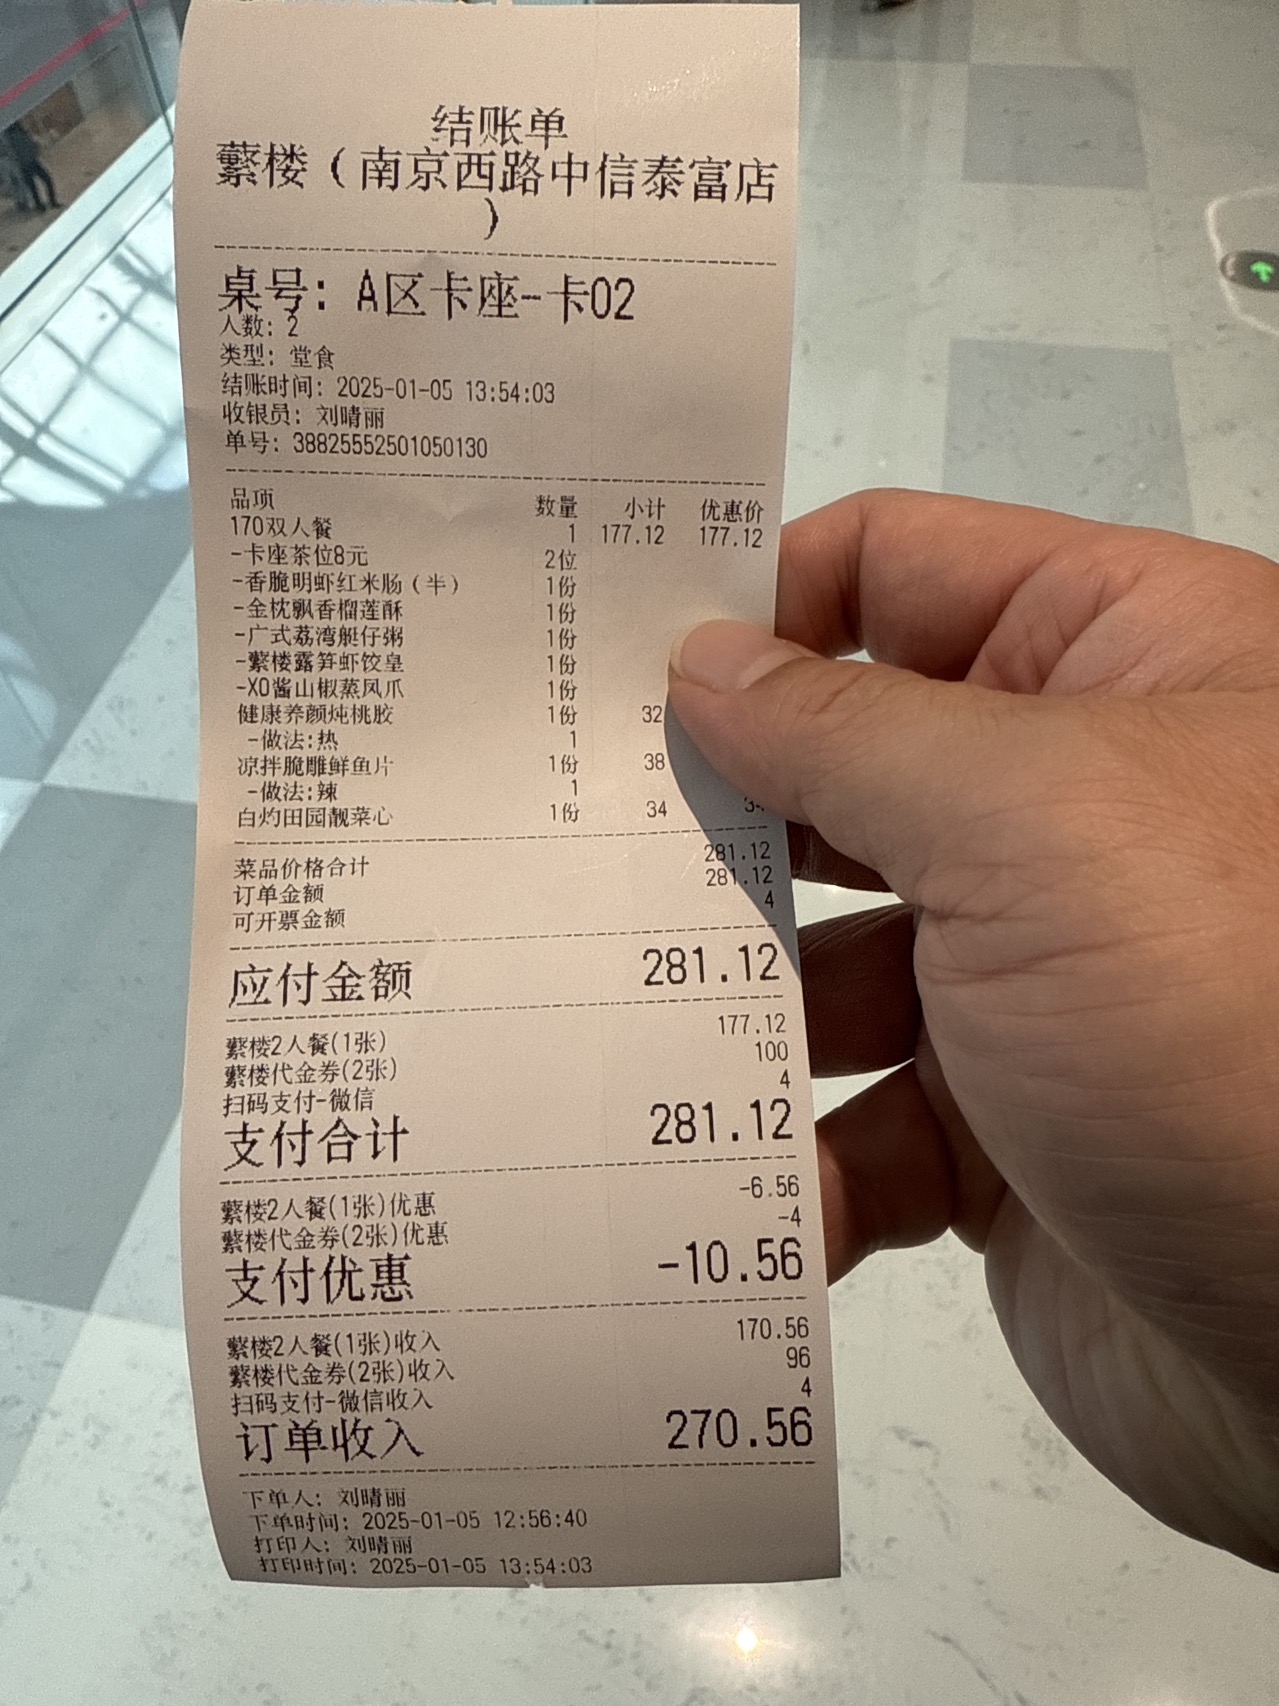 结账单
蘩楼（南京西路中信泰富店
）
桌号: A区卡座-卡02
人数: 2
类型: 堂食
结账时间: 2025-01-05 13:54:03
收银员: 刘晴丽
单号: 38825552501050130
品项 数量 小计 优惠价
170双人餐 1 177.12 177.12
-卡座茶位8元 2位
-香脆明虾红米肠（半） 1份
-金枕飘香榴莲酥 1份
-广式荔湾艇仔粥 1份
-蘩楼露笋虾饺皇 1份
-XO酱山椒蒸凤爪 1份
健康养颜炖桃胶 1份 32
-做法:热 1
凉拌脆雕鲜鱼片 1份 38
-做法:辣 1
白灼田园靓菜心 1份 34 34
菜品价格合计 281.12
订单金额 281.12
可开票金额 4
应付金额 281.12
蘩楼2人餐(1张) 177.12
蘩楼代金券(2张) 100
扫码支付-微信 4
支付合计 281.12
蘩楼2人餐(1张)优惠 -6.56
蘩楼代金券(2张)优惠 -4
支付优惠 -10.56
蘩楼2人餐(1张)收入 170.56
蘩楼代金券(2张)收入 96
扫码支付-微信收入 4
订单收入 270.56
下单人: 刘晴丽
下单时间: 2025-01-05 12:56:40
打印人: 刘晴丽
打印时间: 2025-01-05 13:54:03